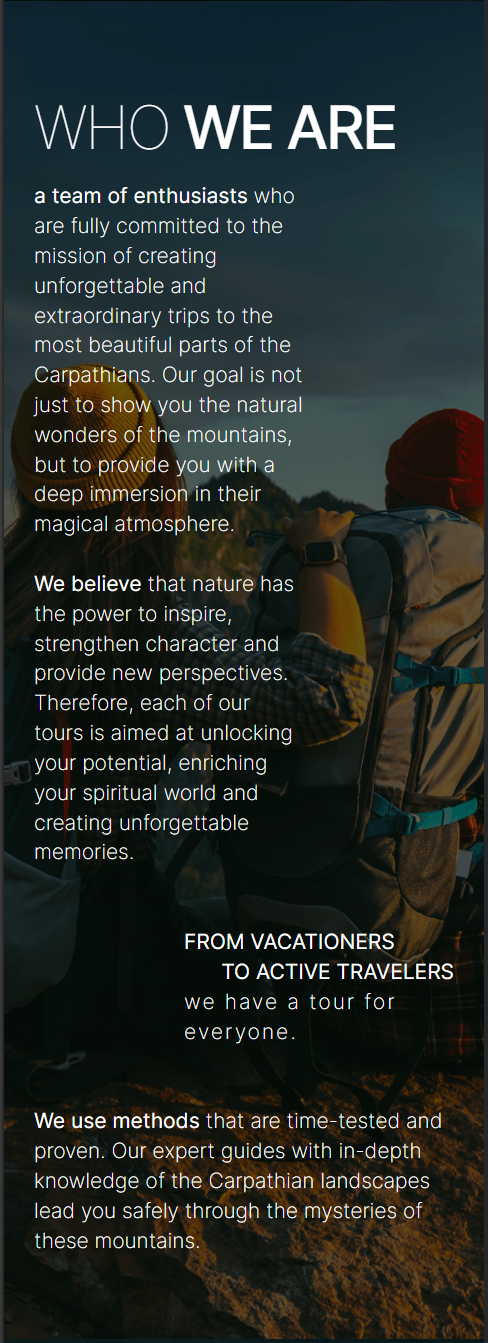 WHO WE ARE
a team of enthusiasts who
are fully committed to the
mission of creating
unforgettable and
extraordinary trips to the
most beautiful parts of the
Carpathians. Our goal is not
just to show you the natural
wonders of the mountains,
but to provide you with a
deep immersion in their
magical atmosphere.
We believe that nature has
the power to inspire,
strengthen character and
provide new perspectives.
Therefore, each of our
tours is aimed at unlocking
your potential, enriching
your spiritual world and
creating unforgettable
memories.
FROM VACATIONERS
TO ACTIVE TRAVELERS
we have a tour for
everyone.
We use methods that are time-tested and
proven. Our expert guides with in-depth
knowledge of the Carpathian landscapes
lead you safely through the mysteries of
these mountains.